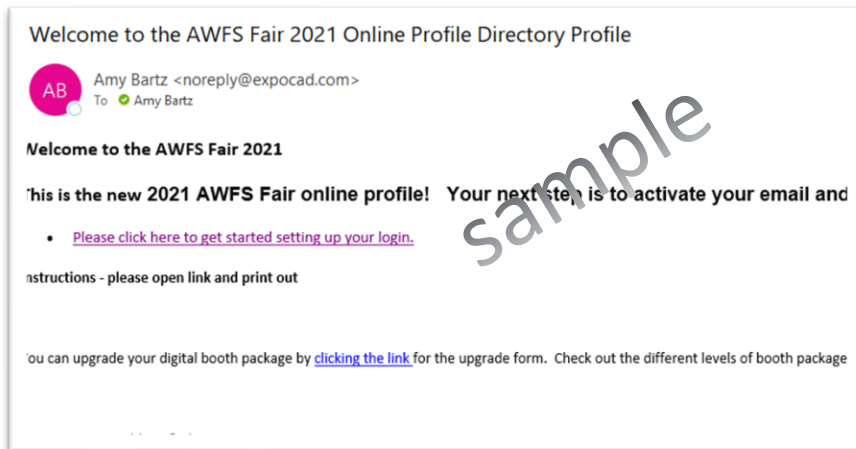 Welcome to the AWFS Fair 2021 Online Profile Directory Profile
AB
Amy Bartz <noreply@expocad.com>
To Amy Bartz
Welcome to the AWFS Fair 2021
This is the new 2021 AWFS Fair online profile! Your next step is to activate your email and
• Please click here to get started setting up your login.
nstructions - please open link and print out
ou can upgrade your digital booth package by clicking the link for the upgrade form. Check out the different levels of booth package
sample